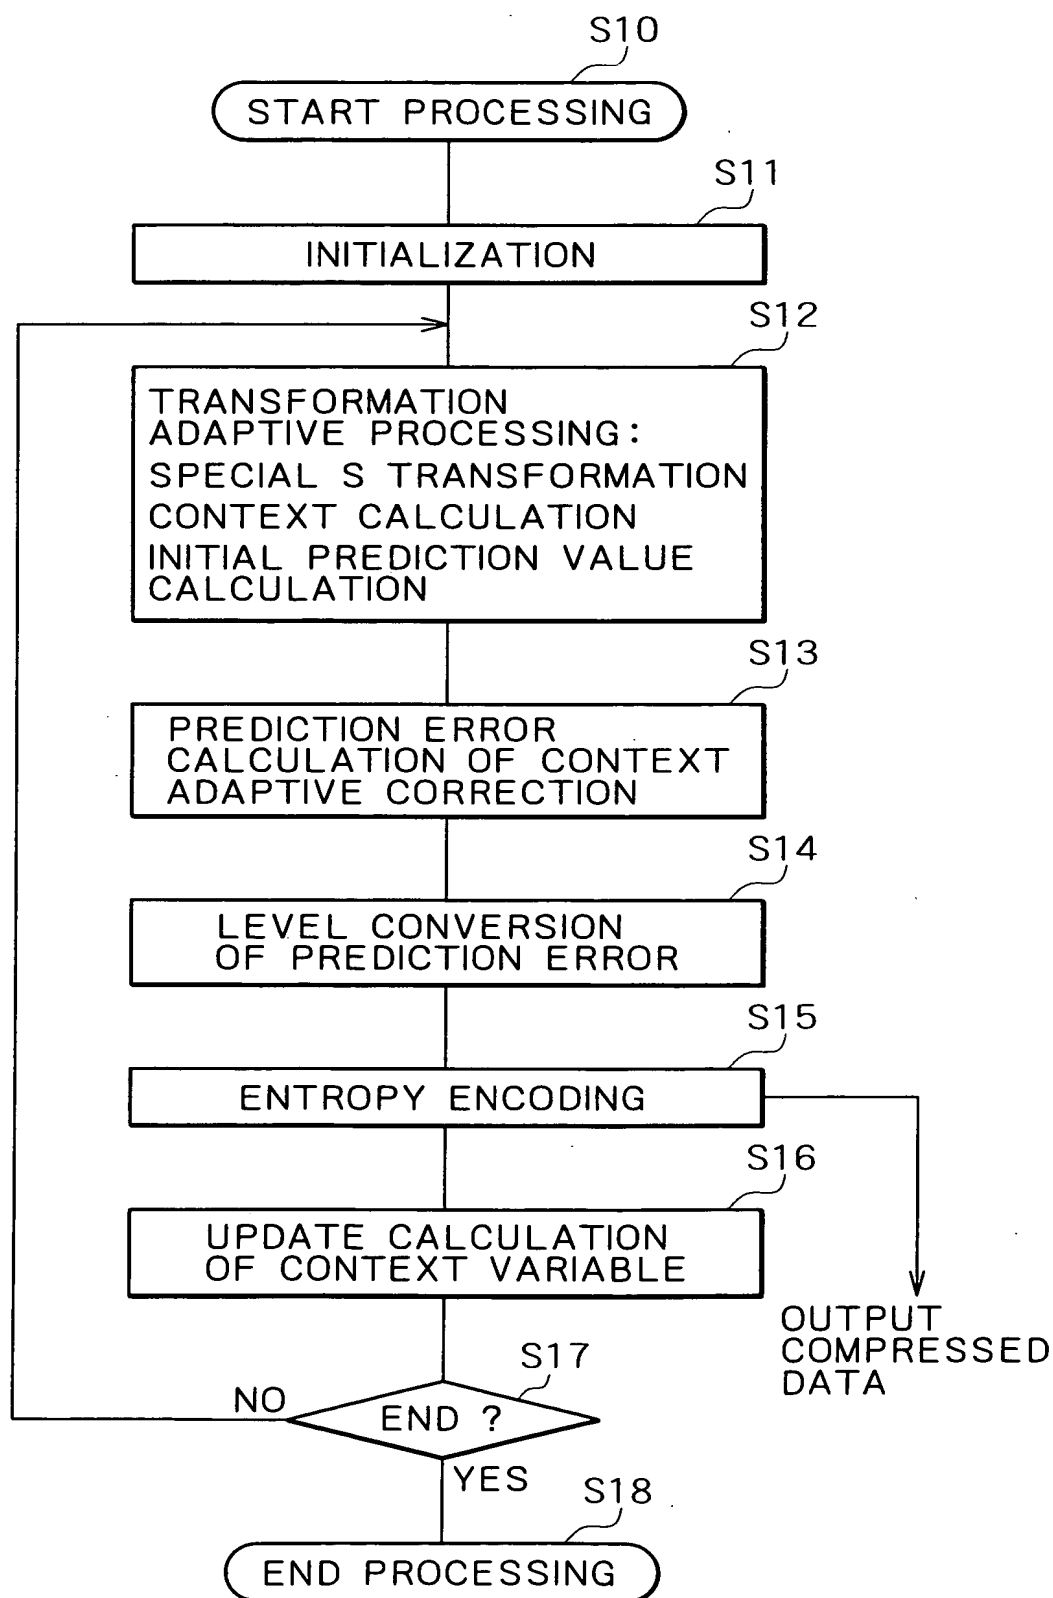 S10
START PROCESSING
S11
INITIALIZATION
S12
TRANSFORMATION
ADAPTIVE PROCESSING:
SPECIAL S TRANSFORMATION
CONTEXT CALCULATION
INITIAL PREDICTION VALUE
CALCULATION
S13
PREDICTION ERROR
CALCULATION OF CONTEXT
ADAPTIVE CORRECTION
S14
LEVEL CONVERSION
OF PREDICTION ERROR
S15
ENTROPY ENCODING
S16
UPDATE CALCULATION
OF CONTEXT VARIABLE
OUTPUT
COMPRESSED
DATA
S17
NO
END ?
YES
S18
END PROCESSING